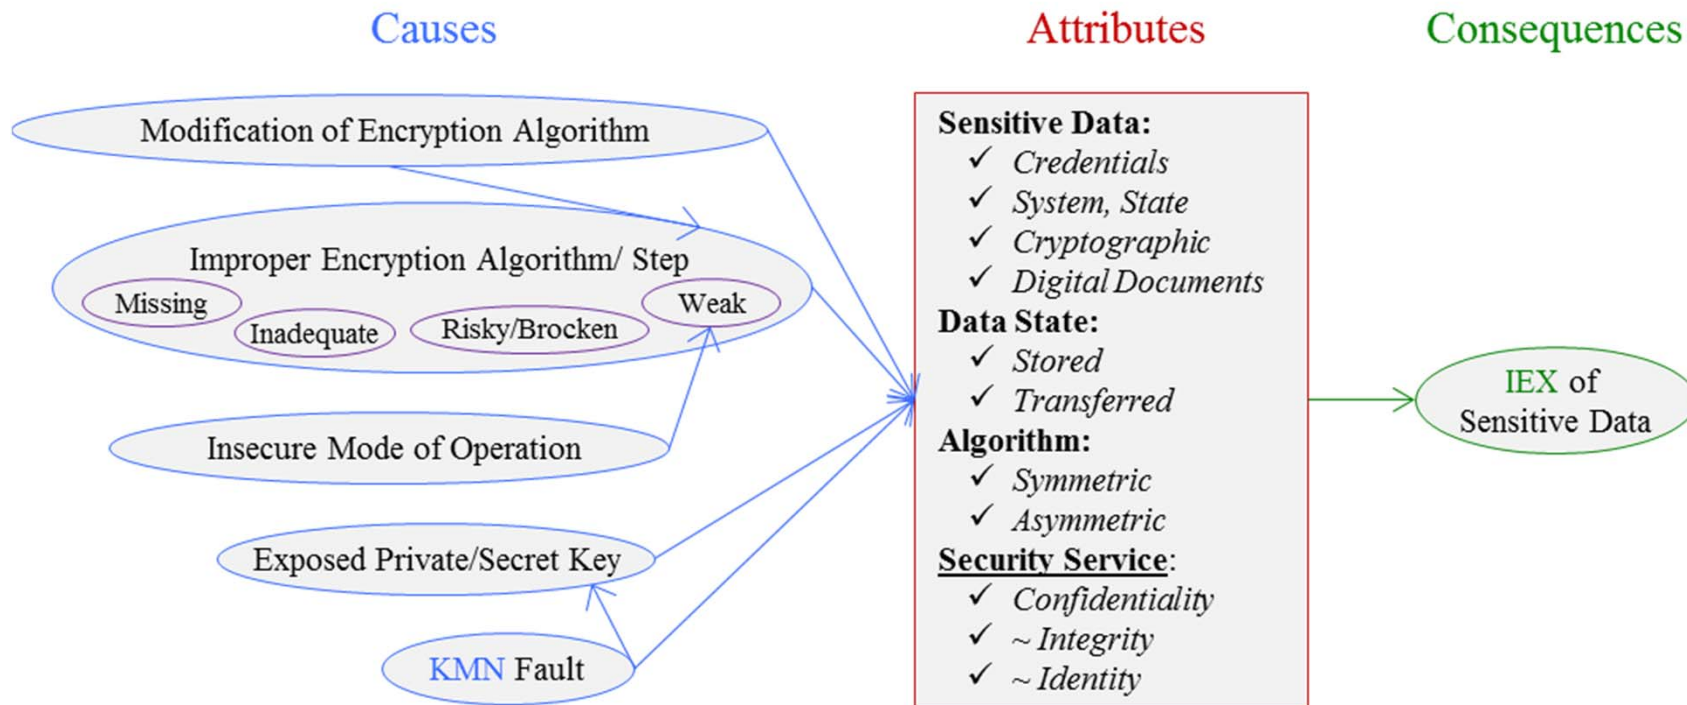 Causes
Attributes
Consequences
Modification of Encryption Algorithm
Improper Encryption Algorithm/ Step
Missing
Inadequate
Risky/Brocken
Weak
Insecure Mode of Operation
Exposed Private/Secret Key
KMN Fault
Sensitive Data:
✓ Credentials
✓ System, State
✓ Cryptographic
✓ Digital Documents
Data State:
✓ Stored
✓ Transferred
Algorithm:
✓ Symmetric
✓ Asymmetric
Security Service:
✓ Confidentiality
✓ ~ Integrity
✓ ~ Identity
IEX of
Sensitive Data